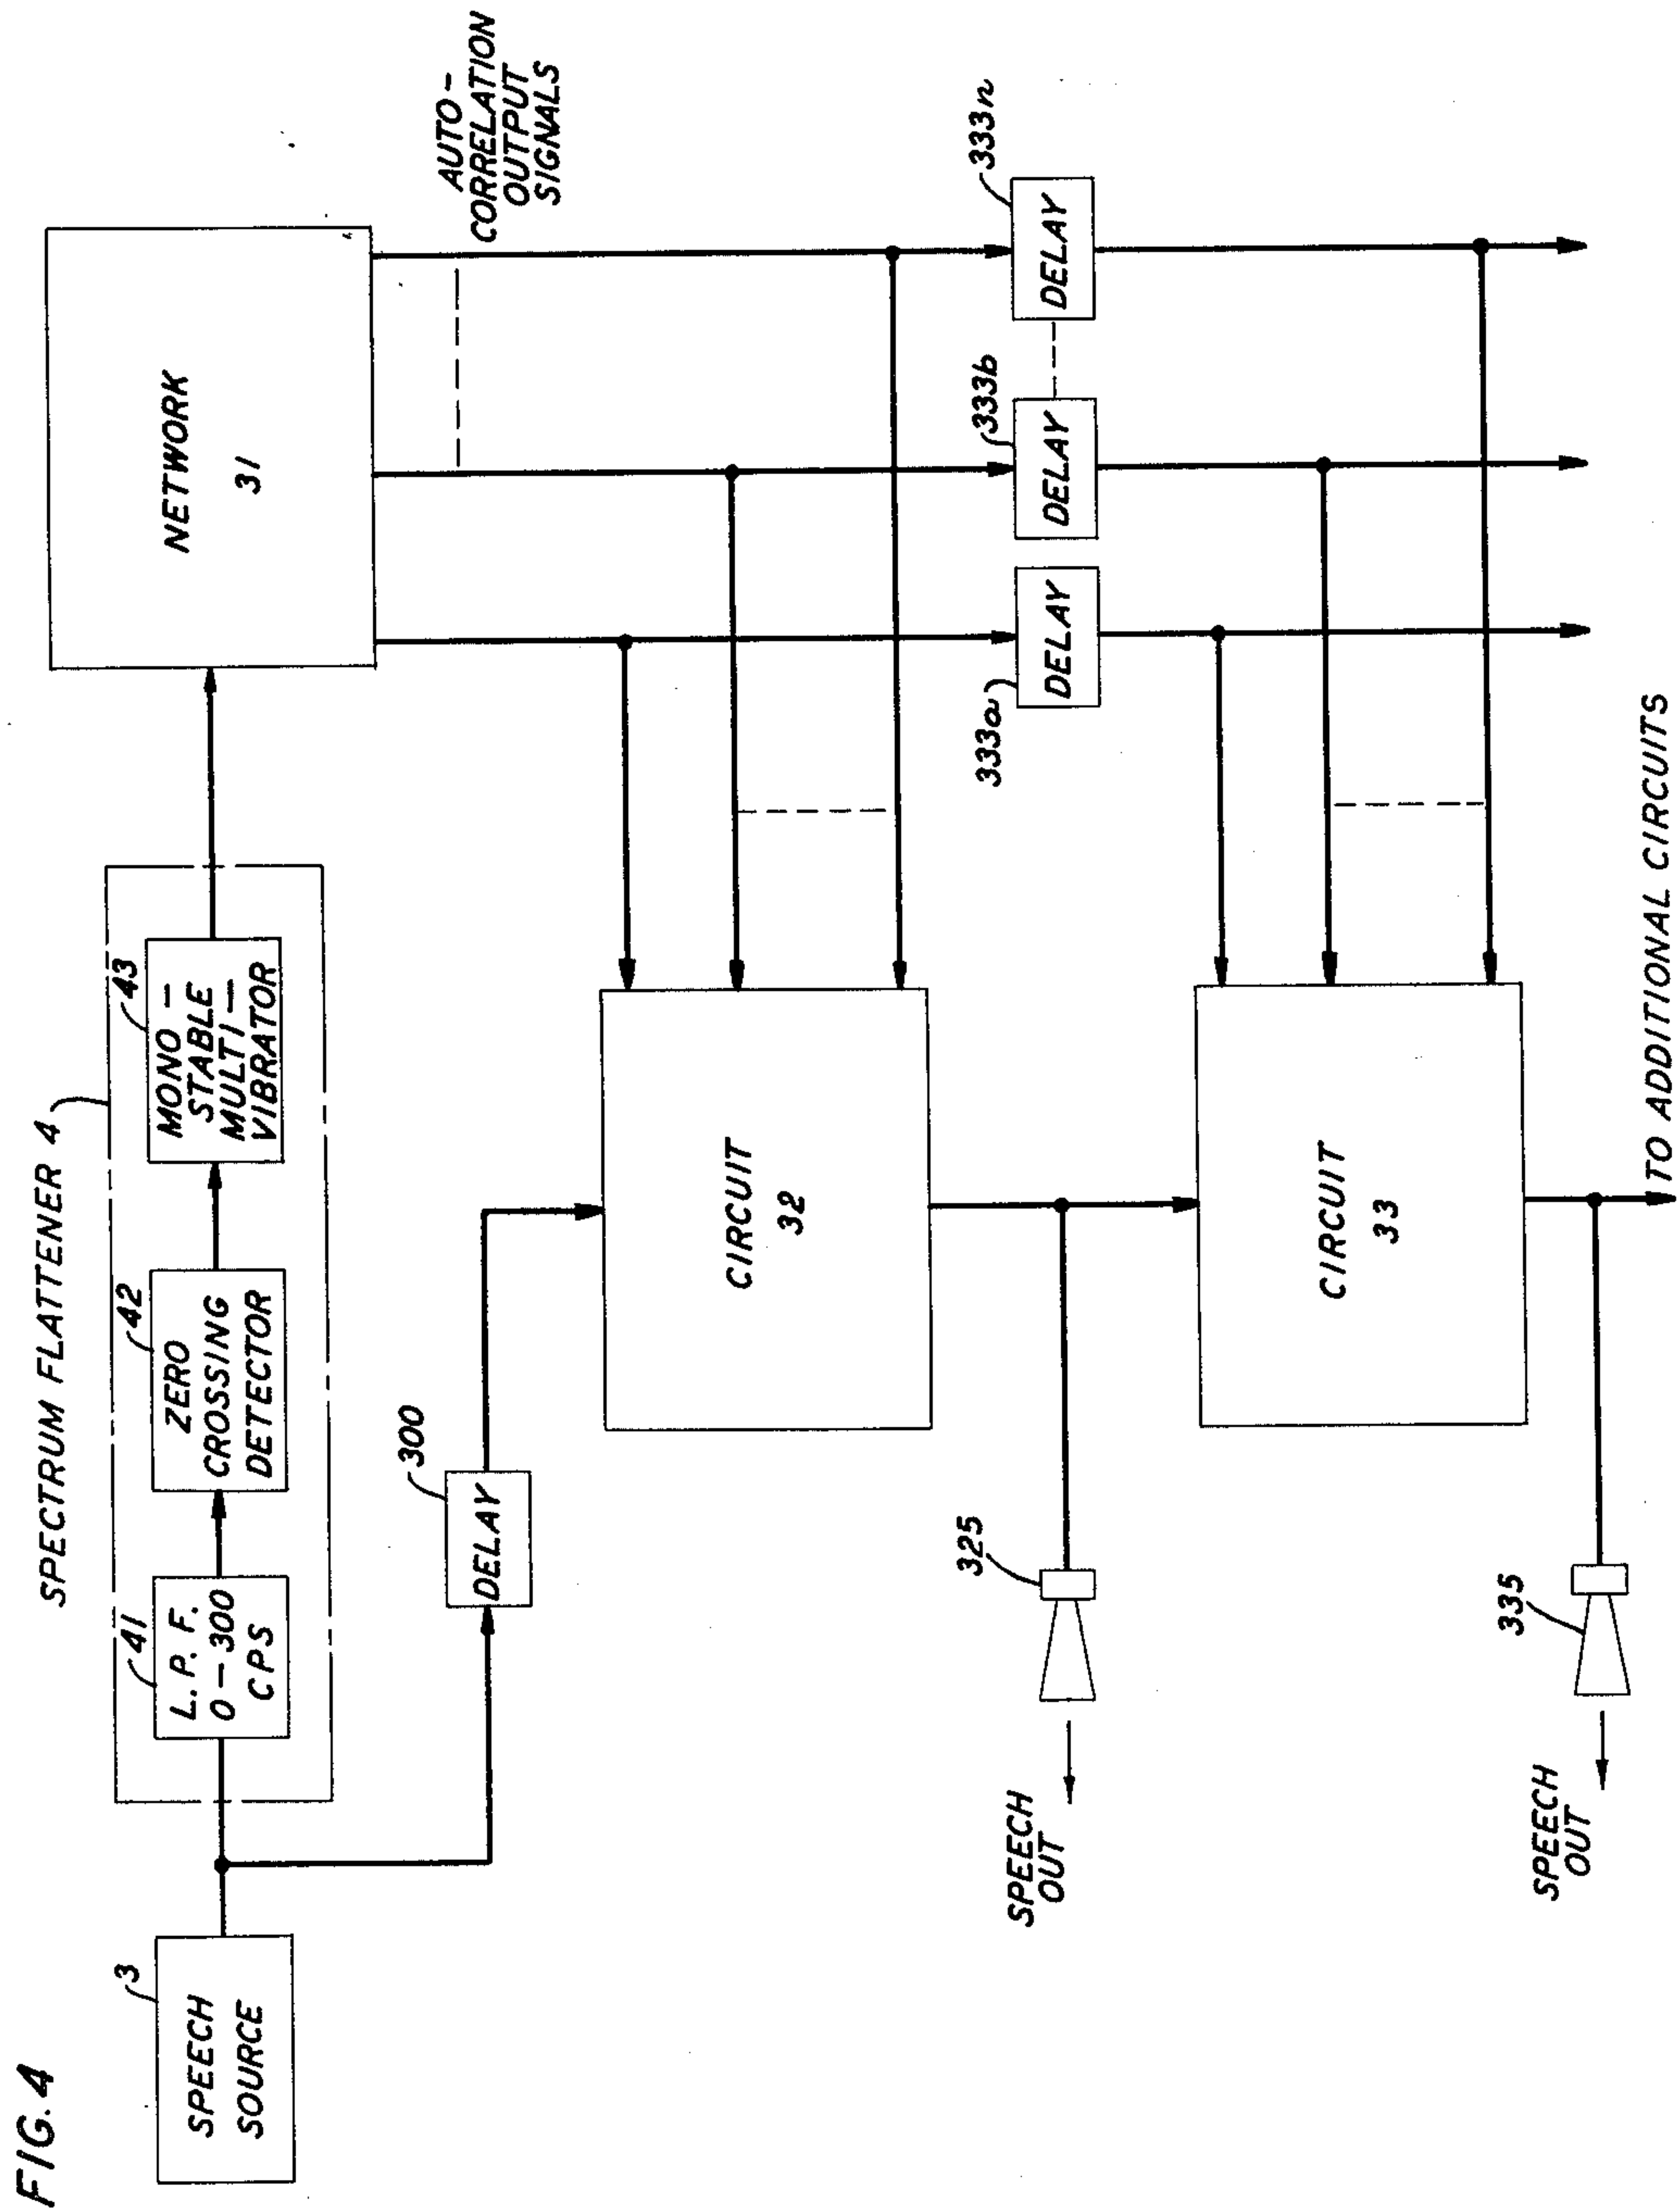 FIG. 4
SPECTRUM FLATTENER 4
3
SPEECH
SOURCE
41
L. P. F.
0-300
CPS
42
ZERO
CROSSING
DETECTOR
43
MONO-
STABLE
MULTI-
VIBRATOR
NETWORK
31
AUTO-
CORRELATION
OUTPUT
SIGNALS
300
DELAY
CIRCUIT
32
325
SPEECH
OUT
333a
DELAY
333b
DELAY
333n
DELAY
CIRCUIT
33
335
SPEECH
OUT
TO ADDITIONAL CIRCUITS